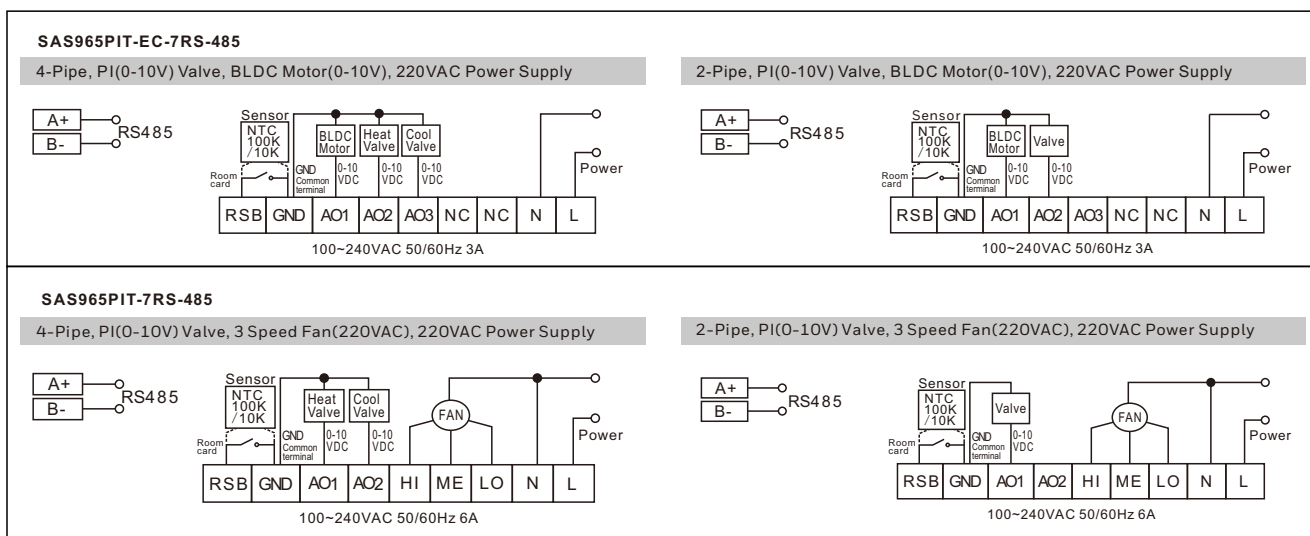 SAS965PIT-EC-7RS-485
4-Pipe, PI(0-10V) Valve, BLDC Motor(0-10V), 220VAC Power Supply
A+
B-
RS485
Sensor
NTC
100K
/10K
Room
card
GND
Common
terminal
BLDC
Motor
Heat
Valve
Cool
Valve
0-10
VDC
0-10
VDC
0-10
VDC
Power
RSB GND AO1 AO2 AO3 NC NC N L
100~240VAC 50/60Hz 3A
2-Pipe, PI(0-10V) Valve, BLDC Motor(0-10V), 220VAC Power Supply
A+
B-
RS485
Sensor
NTC
100K
/10K
Room
card
GND
Common
terminal
BLDC
Motor
Valve
0-10
VDC
0-10
VDC
Power
RSB GND AO1 AO2 AO3 NC NC N L
100~240VAC 50/60Hz 3A
SAS965PIT-7RS-485
4-Pipe, PI(0-10V) Valve, 3 Speed Fan(220VAC), 220VAC Power Supply
A+
B-
RS485
Sensor
NTC
100K
/10K
Room
card
GND
Common
terminal
Heat
Valve
Cool
Valve
0-10
VDC
0-10
VDC
FAN
Power
RSB GND AO1 AO2 HI ME LO N L
100~240VAC 50/60Hz 6A
2-Pipe, PI(0-10V) Valve, 3 Speed Fan(220VAC), 220VAC Power Supply
A+
B-
RS485
Sensor
NTC
100K
/10K
Room
card
GND
Common
terminal
Valve
0-10
VDC
FAN
Power
RSB GND AO1 AO2 HI ME LO N L
100~240VAC 50/60Hz 6A